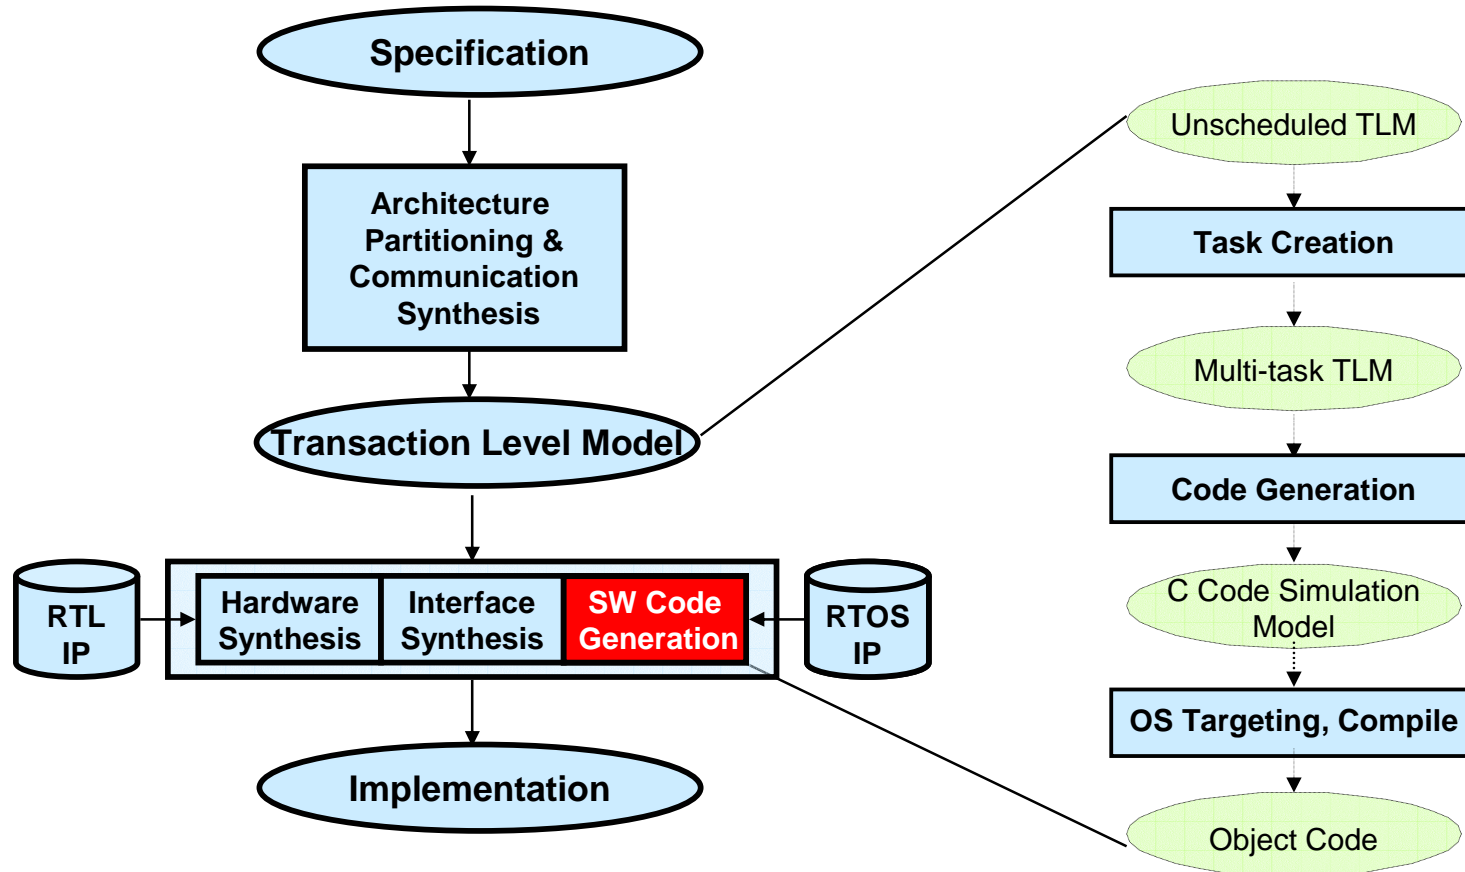 Specification
Architecture
Partitioning &
Communication
Synthesis
Transaction Level Model
RTL
IP
Hardware
Synthesis
Interface
Synthesis
SW Code
Generation
RTOS
IP
Implementation
Unscheduled TLM
Task Creation
Multi-task TLM
Code Generation
C Code Simulation
Model
OS Targeting, Compile
Object Code